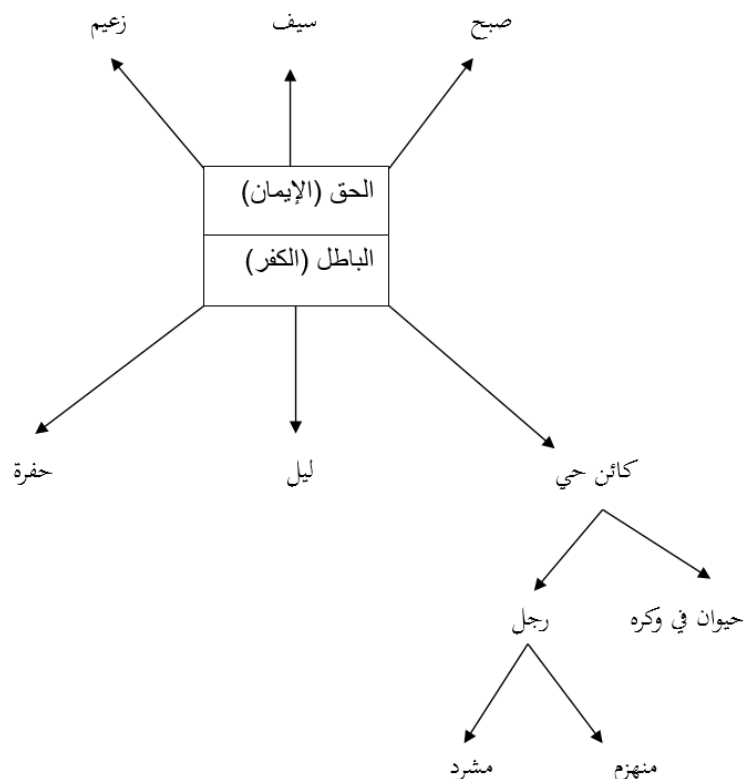 صبح
سيف
زعيم
الحق (الإيمان)
الباطل (الكفر)
كائن حي
ليل
حفرة
حيوان في وكره
رجل
منهزم
مشرد